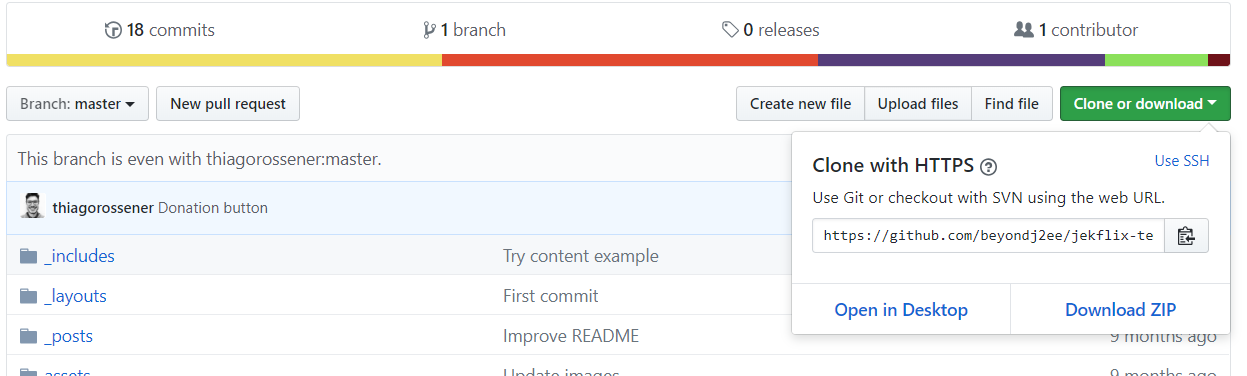 18 commits
1 branch
0 releases
1 contributor
Branch: master
New pull request
Create new file
Upload files
Find file
Clone or download
This branch is even with thiagorossener:master.
thiagorossener Donation button
Clone with HTTPS
Use SSH
Use Git or checkout with SVN using the web URL.
https://github.com/beyondj2ee/jekflix-te
Open in Desktop
Download ZIP
_includes
Try content example
_layouts
First commit
_posts
Improve README
9 months ago
assets
Update images
9 months ago